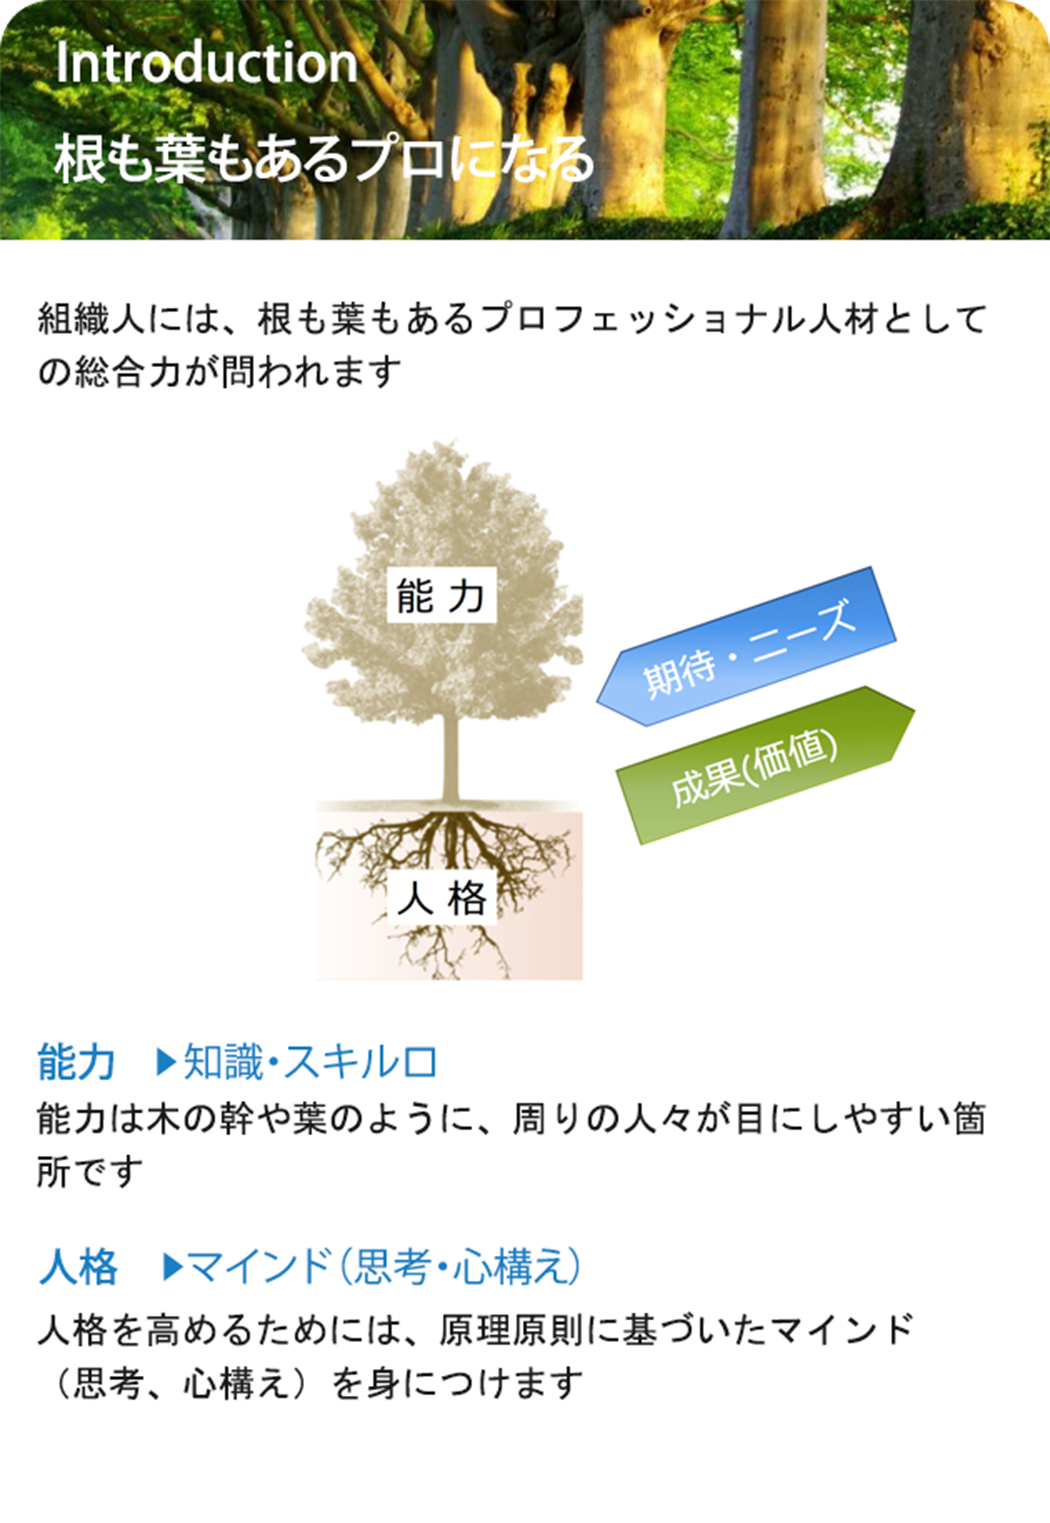 Introduction
根も葉もあるプロになる
組織人には、根も葉もあるプロフェッショナル人材として
の総合力が問われます
能 力
期待・ニーズ
成果(価値)
人 格
能力 ▶知識・スキルロ
能力は木の幹や葉のように、周りの人々が目にしやすい箇
所です
人格 ▶マインド（思考・心構え）
人格を高めるためには、原理原則に基づいたマインド
（思考、心構え）を身につけます